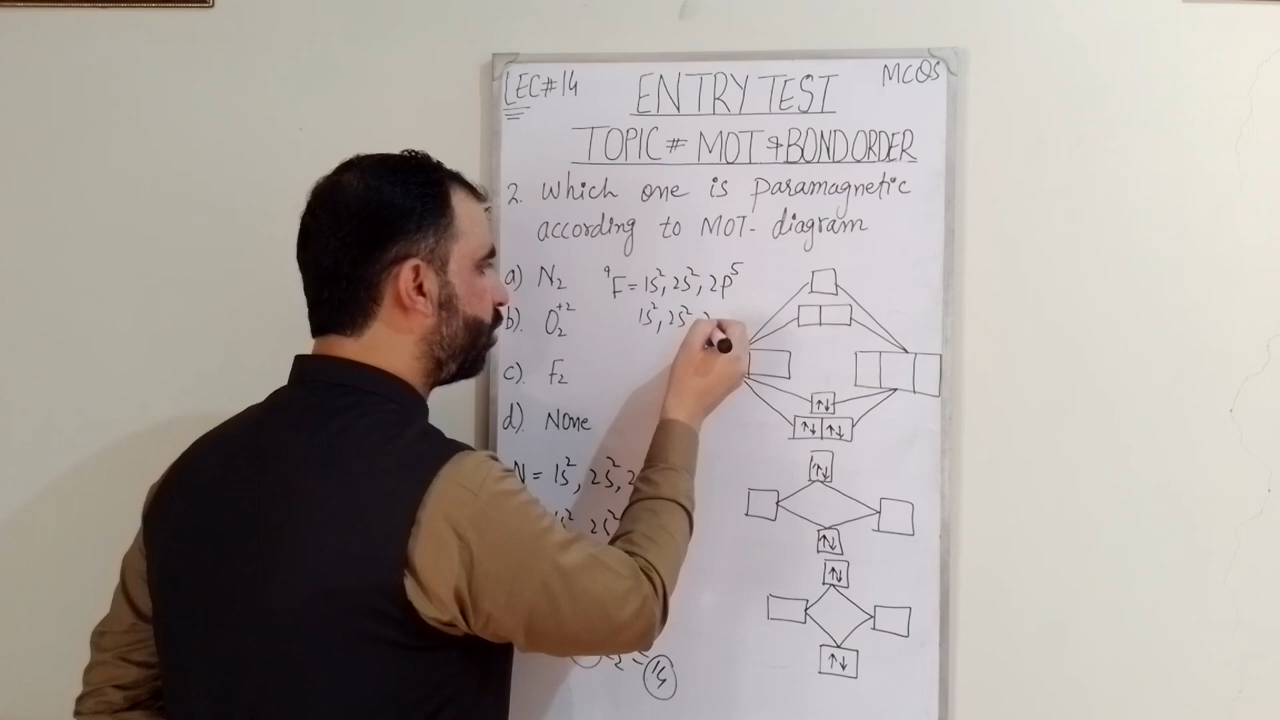 LEC#14
ENTRY TEST
MCQS
TOPIC # MOT & BOND ORDER
2. Which one is paramagnetic
according to MOT- diagram
a) N₂
⁹F = 1s², 2s², 2p⁵
b). O₂⁺²
1s², 2s²
c). F₂
d). None
N = 1s², 2s², 2
2s²